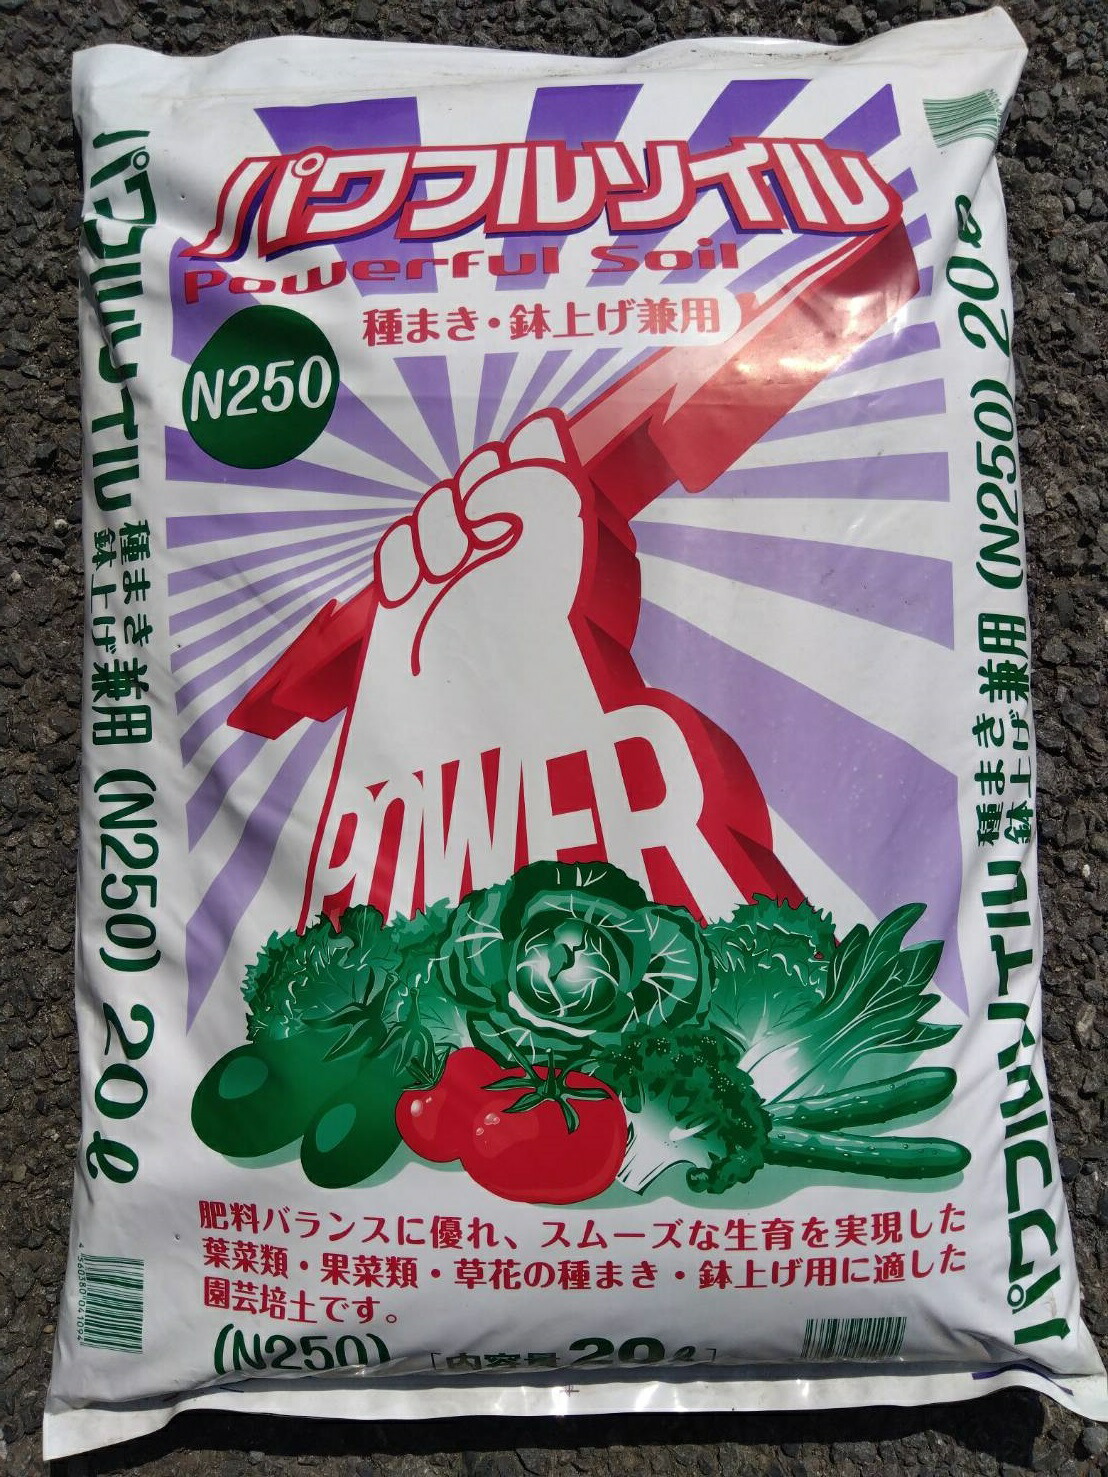 パワフルソイル
Powerful Soil
種まき・鉢上げ兼用
N250
POWER
肥料バランスに優れ、スムーズな生育を実現した
葉菜類・果菜類・草花の種まき・鉢上げ用に適した
園芸培土です。
(N250) [内容量 20ℓ]
パワフルソイル 種まき鉢上げ兼用 (N250) 20ℓ
パワフルソイル 種まき鉢上げ兼用 (N250) 20ℓ